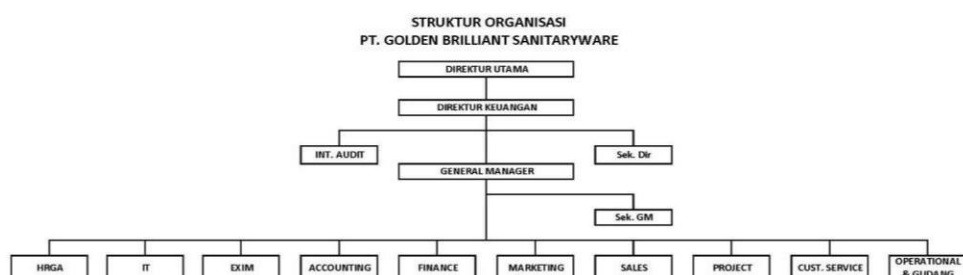 STRUKTUR ORGANISASI
PT. GOLDEN BRILLIANT SANITARYWARE
DIREKTUR UTAMA
DIREKTUR KEUANGAN
INT. AUDIT
Sek. Dir
GENERAL MANAGER
Sek. GM
HRGA
IT
EXIM
ACCOUNTING
FINANCE
MARKETING
SALES
PROJECT
CUST. SERVICE
OPERATIONAL
& GUDANG